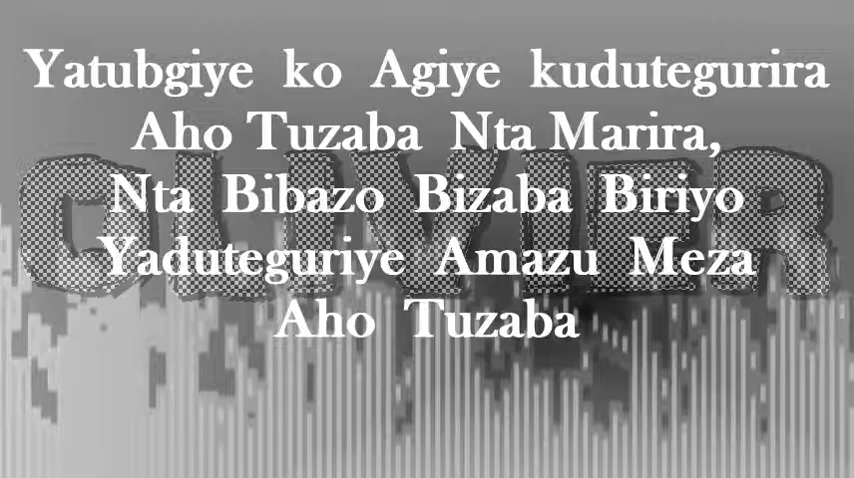 Yatubgiye ko Agiye kudutegurira
Aho Tuzaba Nta Marira,
Nta Bibazo Bizaba Biriyo
Yaduteguriye Amazu Meza
Aho Tuzaba
OLIVIER